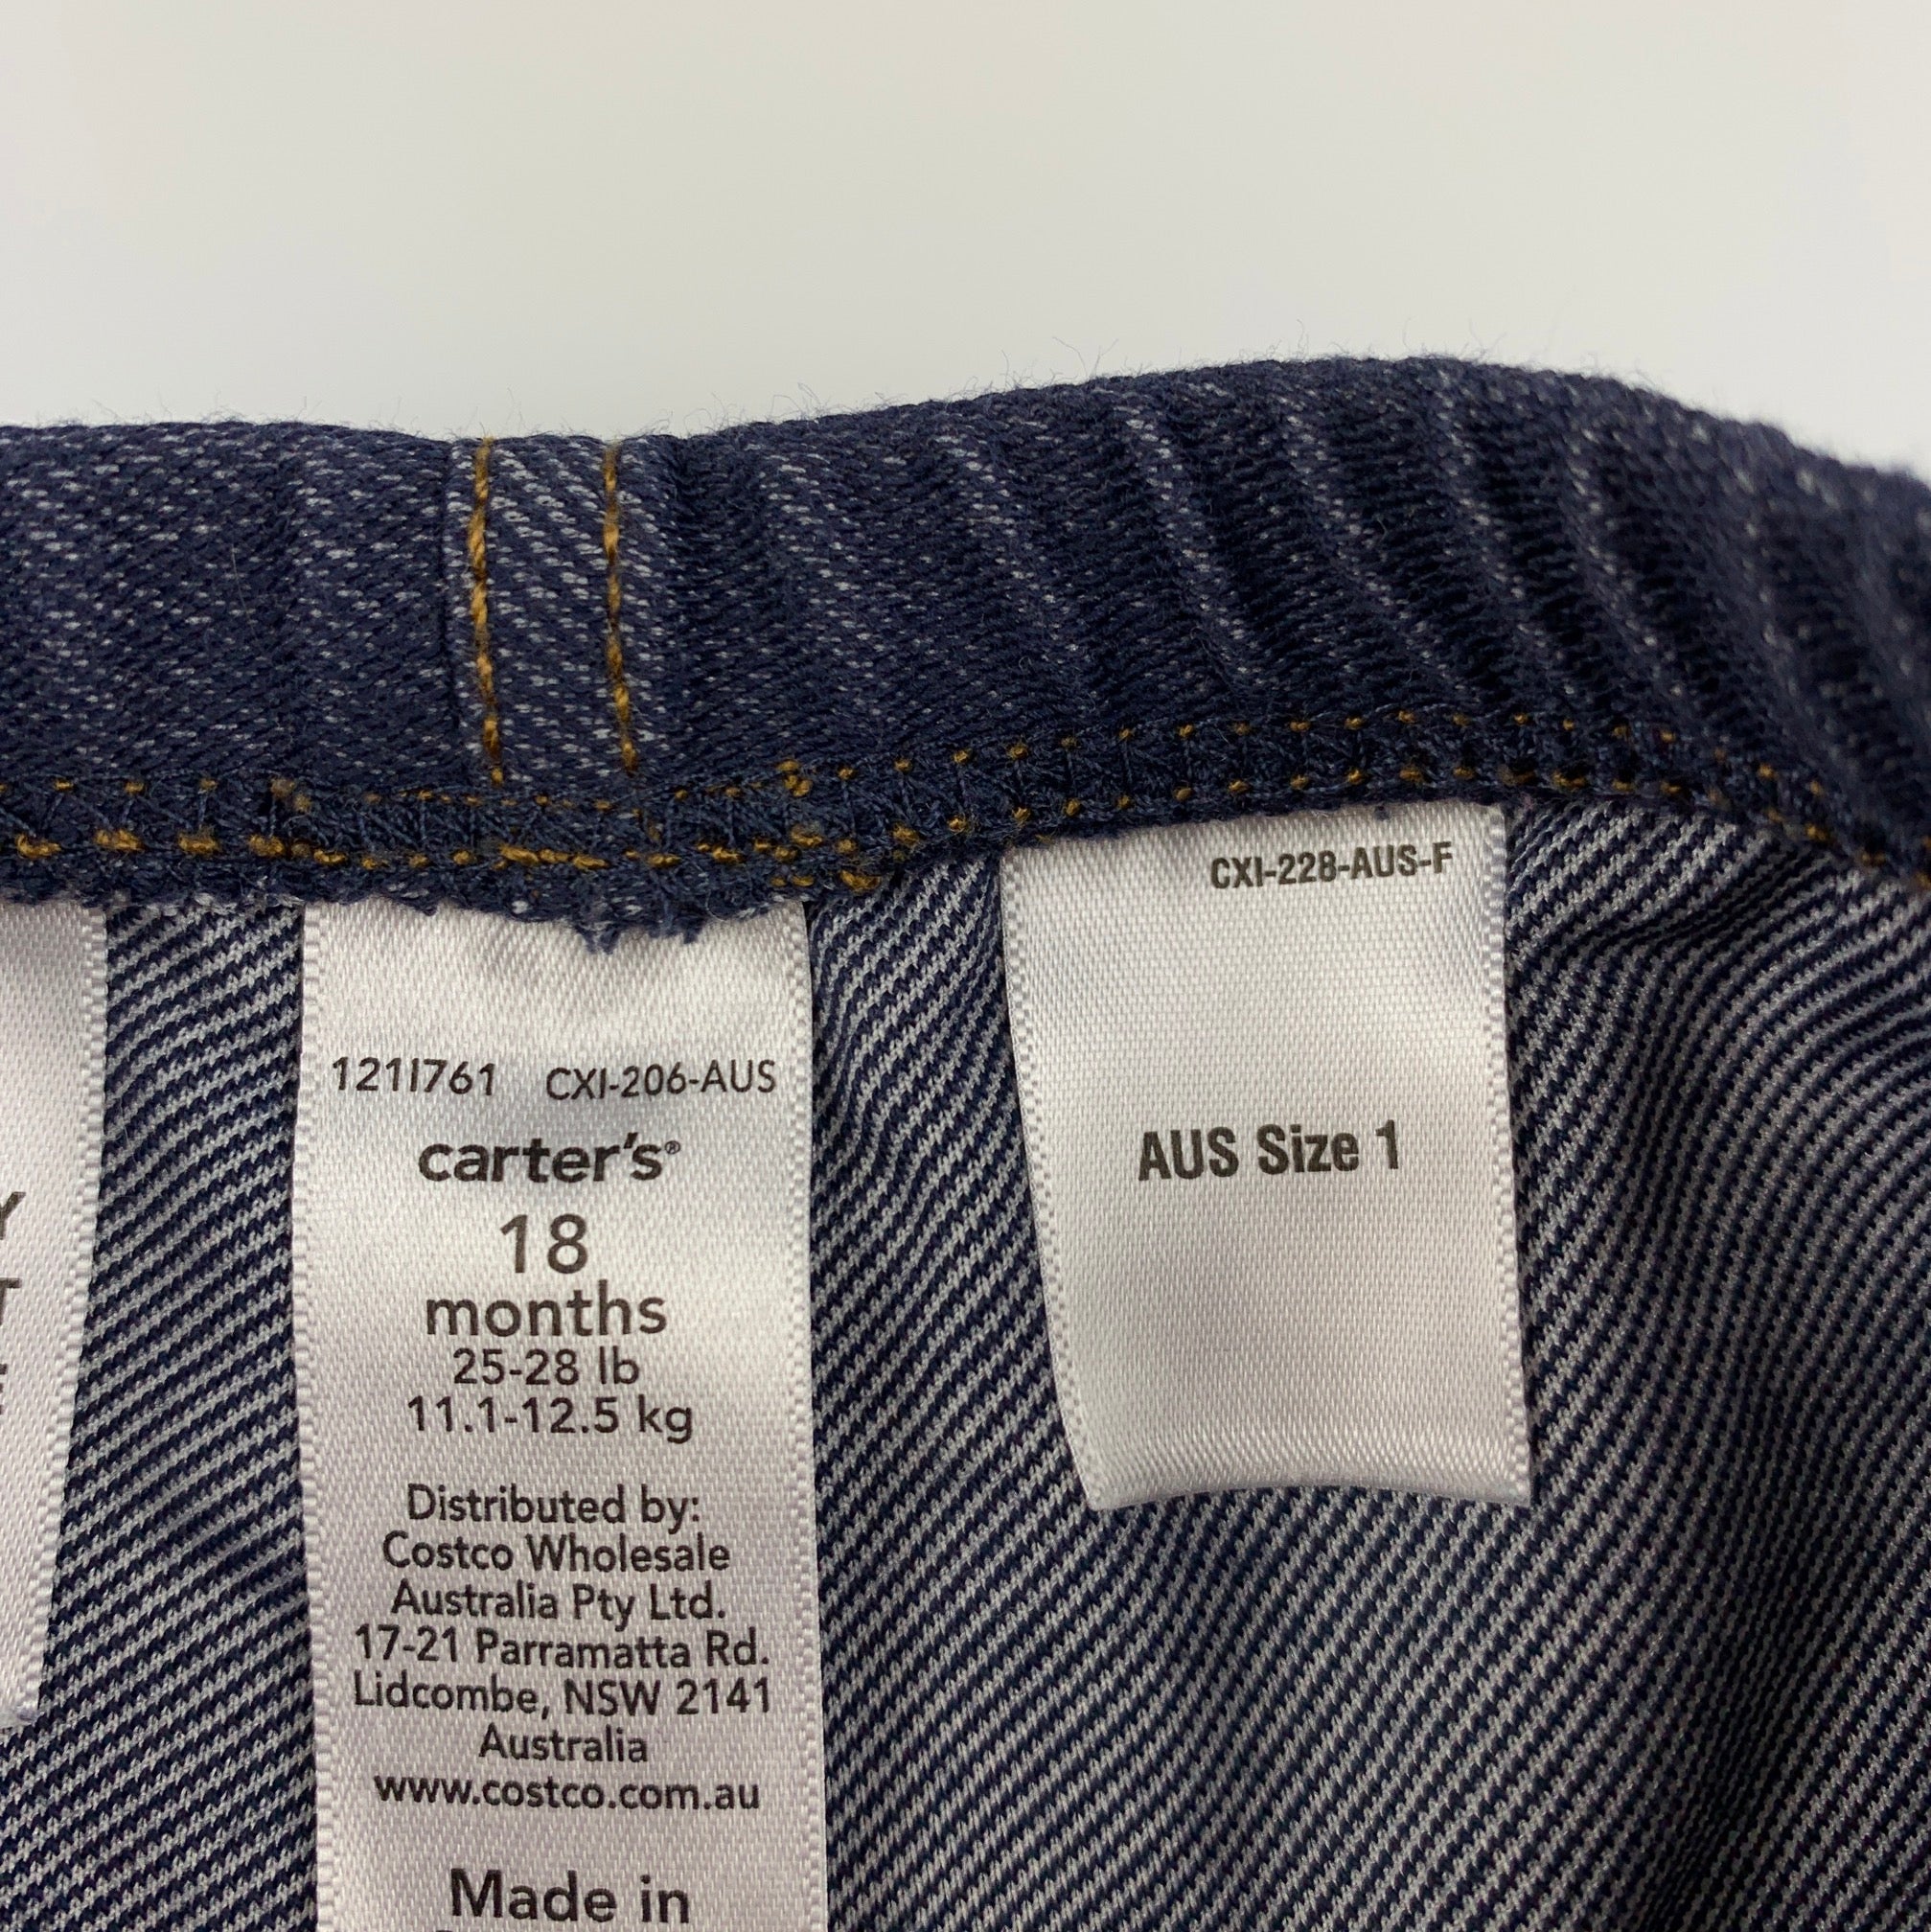 1211761 CXI-206-AUS
carter's®
18
months
25-28 lb
11.1-12.5 kg
Distributed by:
Costco Wholesale
Australia Pty Ltd.
17-21 Parramatta Rd.
Lidcombe, NSW 2141
Australia
www.costco.com.au
Made in
CXI-228-AUS-F
AUS Size 1